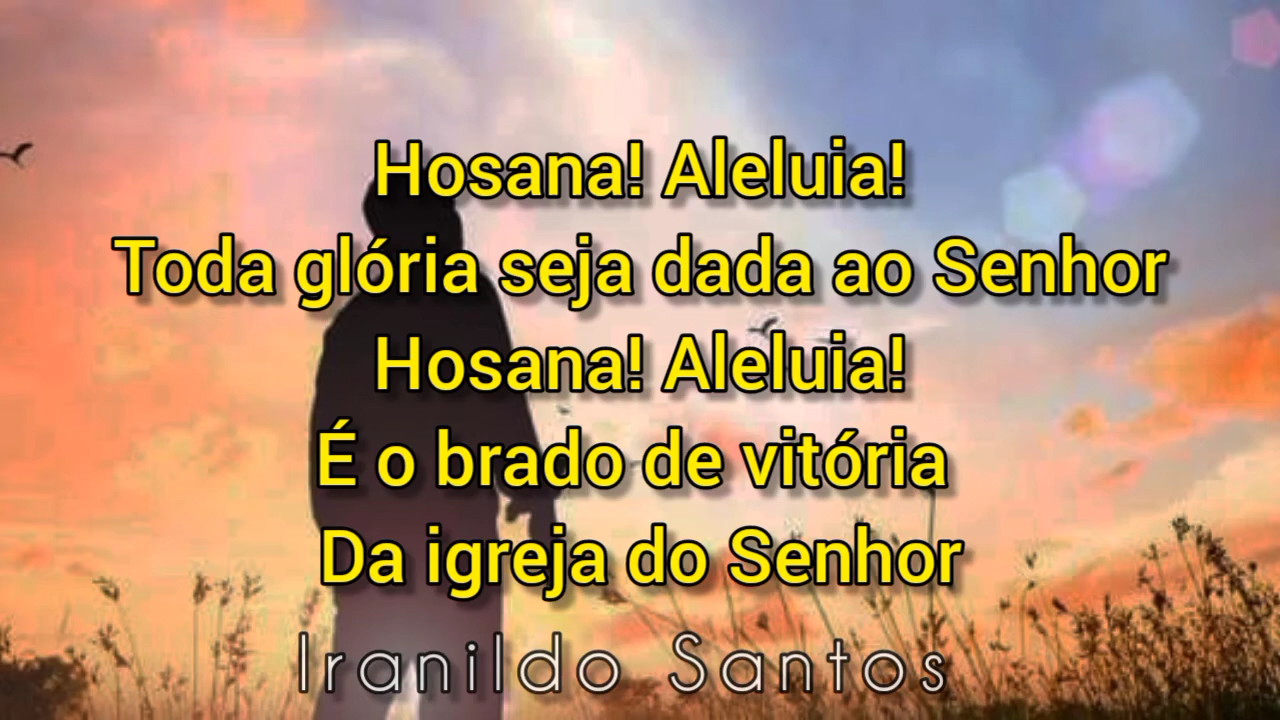 Hosana! Aleluia!
Toda glória seja dada ao Senhor
Hosana! Aleluia!
É o brado de vitória
Da igreja do Senhor
Iranildo Santos